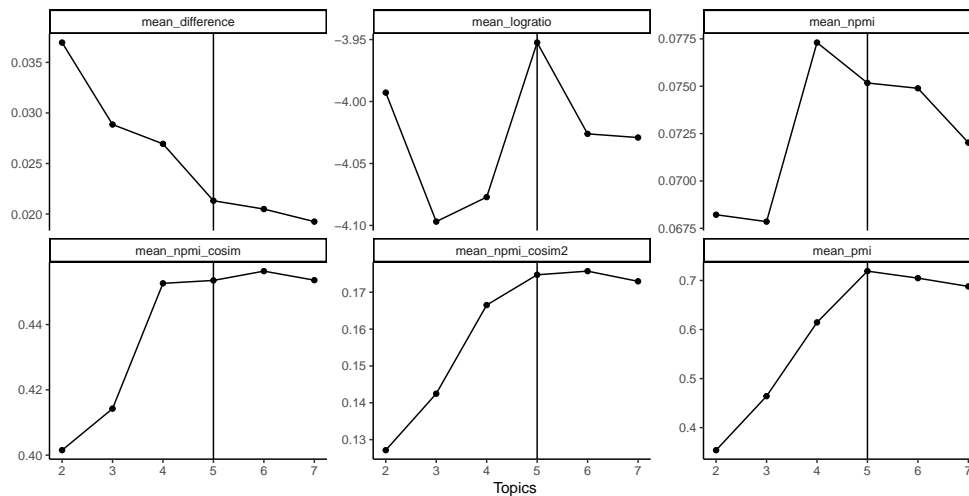 mean_difference
mean_logratio
mean_npmi
0.035
0.030
0.025
0.020
−3.95
−4.00
−4.05
−4.10
0.0775
0.0750
0.0725
0.0700
0.0675
mean_npmi_cosim
mean_npmi_cosim2
mean_pmi
0.44
0.42
0.40
0.17
0.16
0.15
0.14
0.13
0.7
0.6
0.5
0.4
2 3 4 5 6 7
2 3 4 5 6 7
2 3 4 5 6 7
Topics